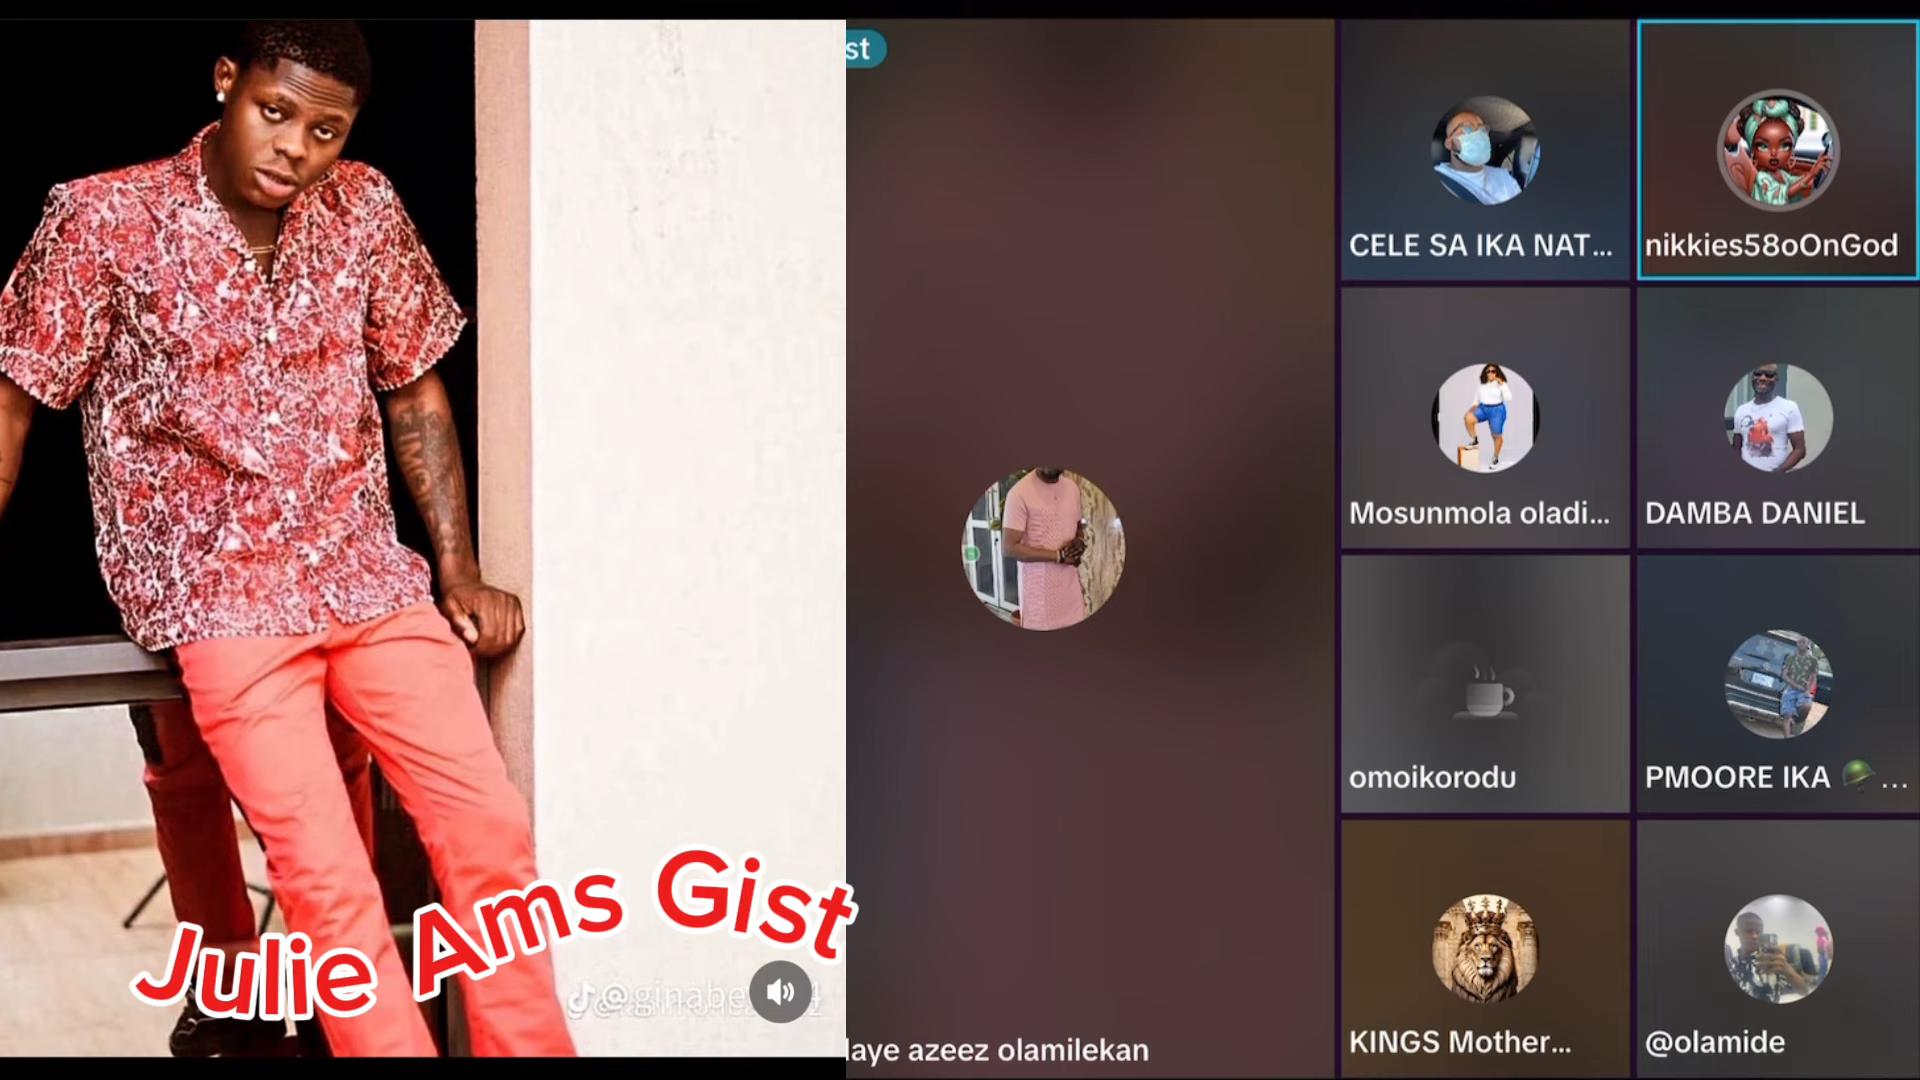 st
CELE SA IKA NAT...
nikkies58oOnGod
Mosunmola oladi...
DAMBA DANIEL
omoikorodu
PMOORE IKA 🪖...
KINGS Mother...
@olamide
laye azeez olamilekan
Julie Ams Gist